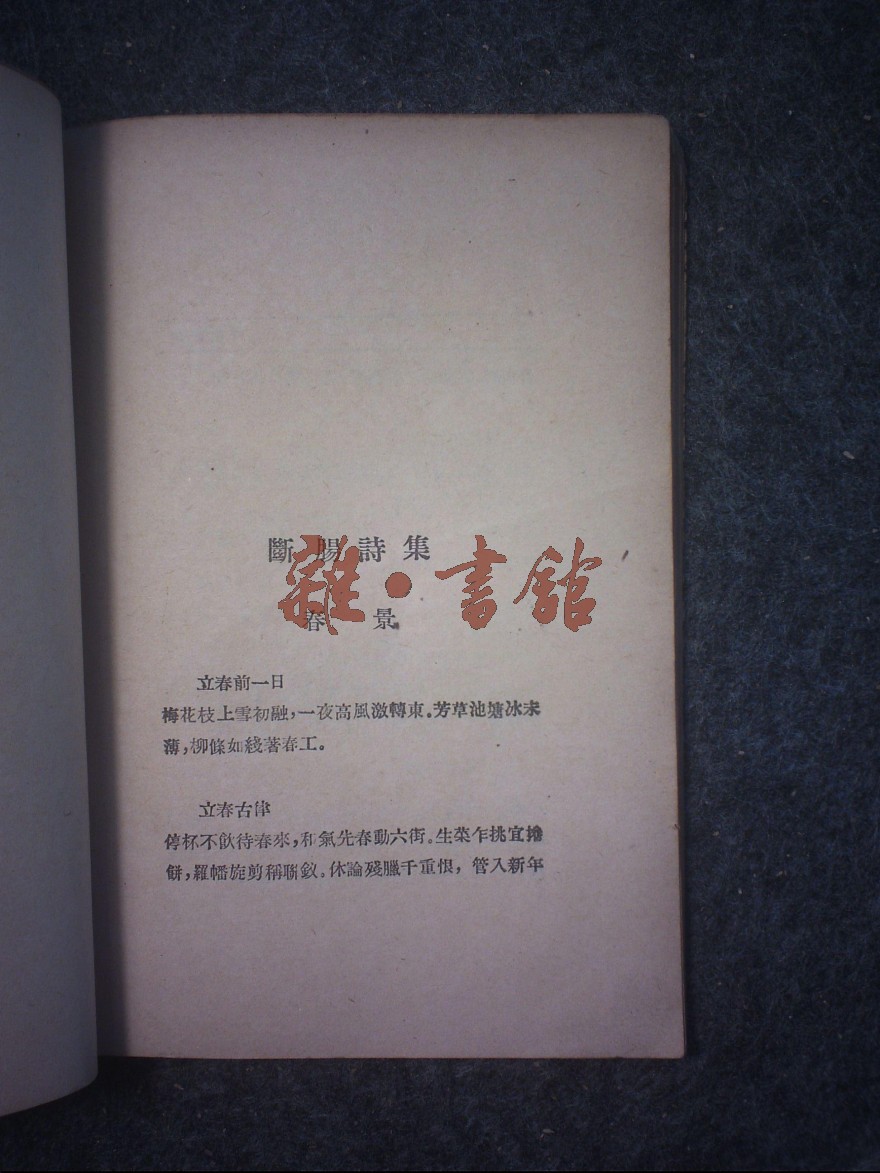 斷腸詩集
雜·書館
春景
立春前一日
梅花枝上雪初融,一夜高風激轉東。芳草池塘冰未
薄,柳條如綫著春工。
立春古律
停杯不飲待春來,和氣先春動六街。生菜乍挑宜捲
餅,羅幡旋剪稱聯釵。休論殘臘千重恨,管入新年